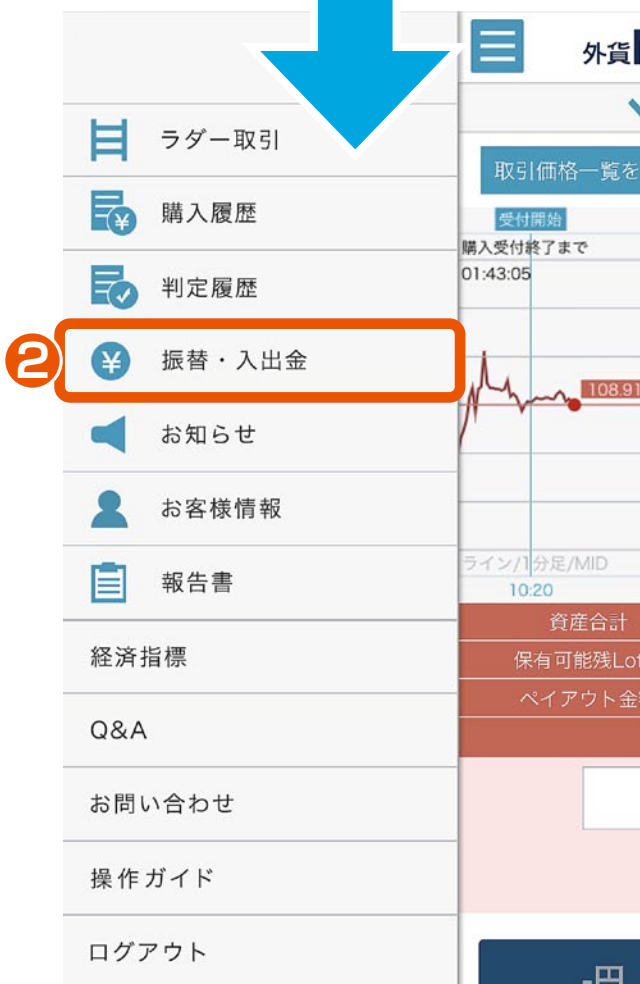 外貨
ラダー取引
取引価格一覧を
購入履歴
受付開始
購入受付終了まで
01:43:05
判定履歴
2
振替・入出金
108.91
お知らせ
お客様情報
ライン/1分足/MID
報告書
10:20
資産合計
経済指標
保有可能残Lot
ペイアウト金
Q&A
お問い合わせ
操作ガイド
ログアウト
円